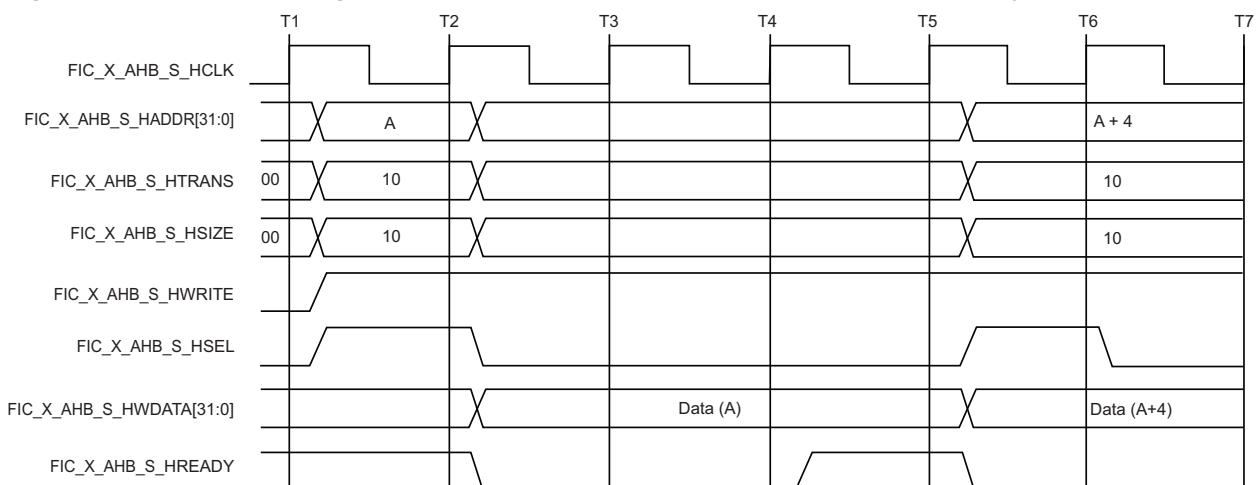 T1 T2 T3 T4 T5 T6 T7
FIC_X_AHB_S_HCLK
FIC_X_AHB_S_HADDR[31:0] A A + 4
FIC_X_AHB_S_HTRANS 00 10 10
FIC_X_AHB_S_HSIZE 00 10 10
FIC_X_AHB_S_HWRITE
FIC_X_AHB_S_HSEL
FIC_X_AHB_S_HWDATA[31:0] Data (A) Data (A+4)
FIC_X_AHB_S_HREADY